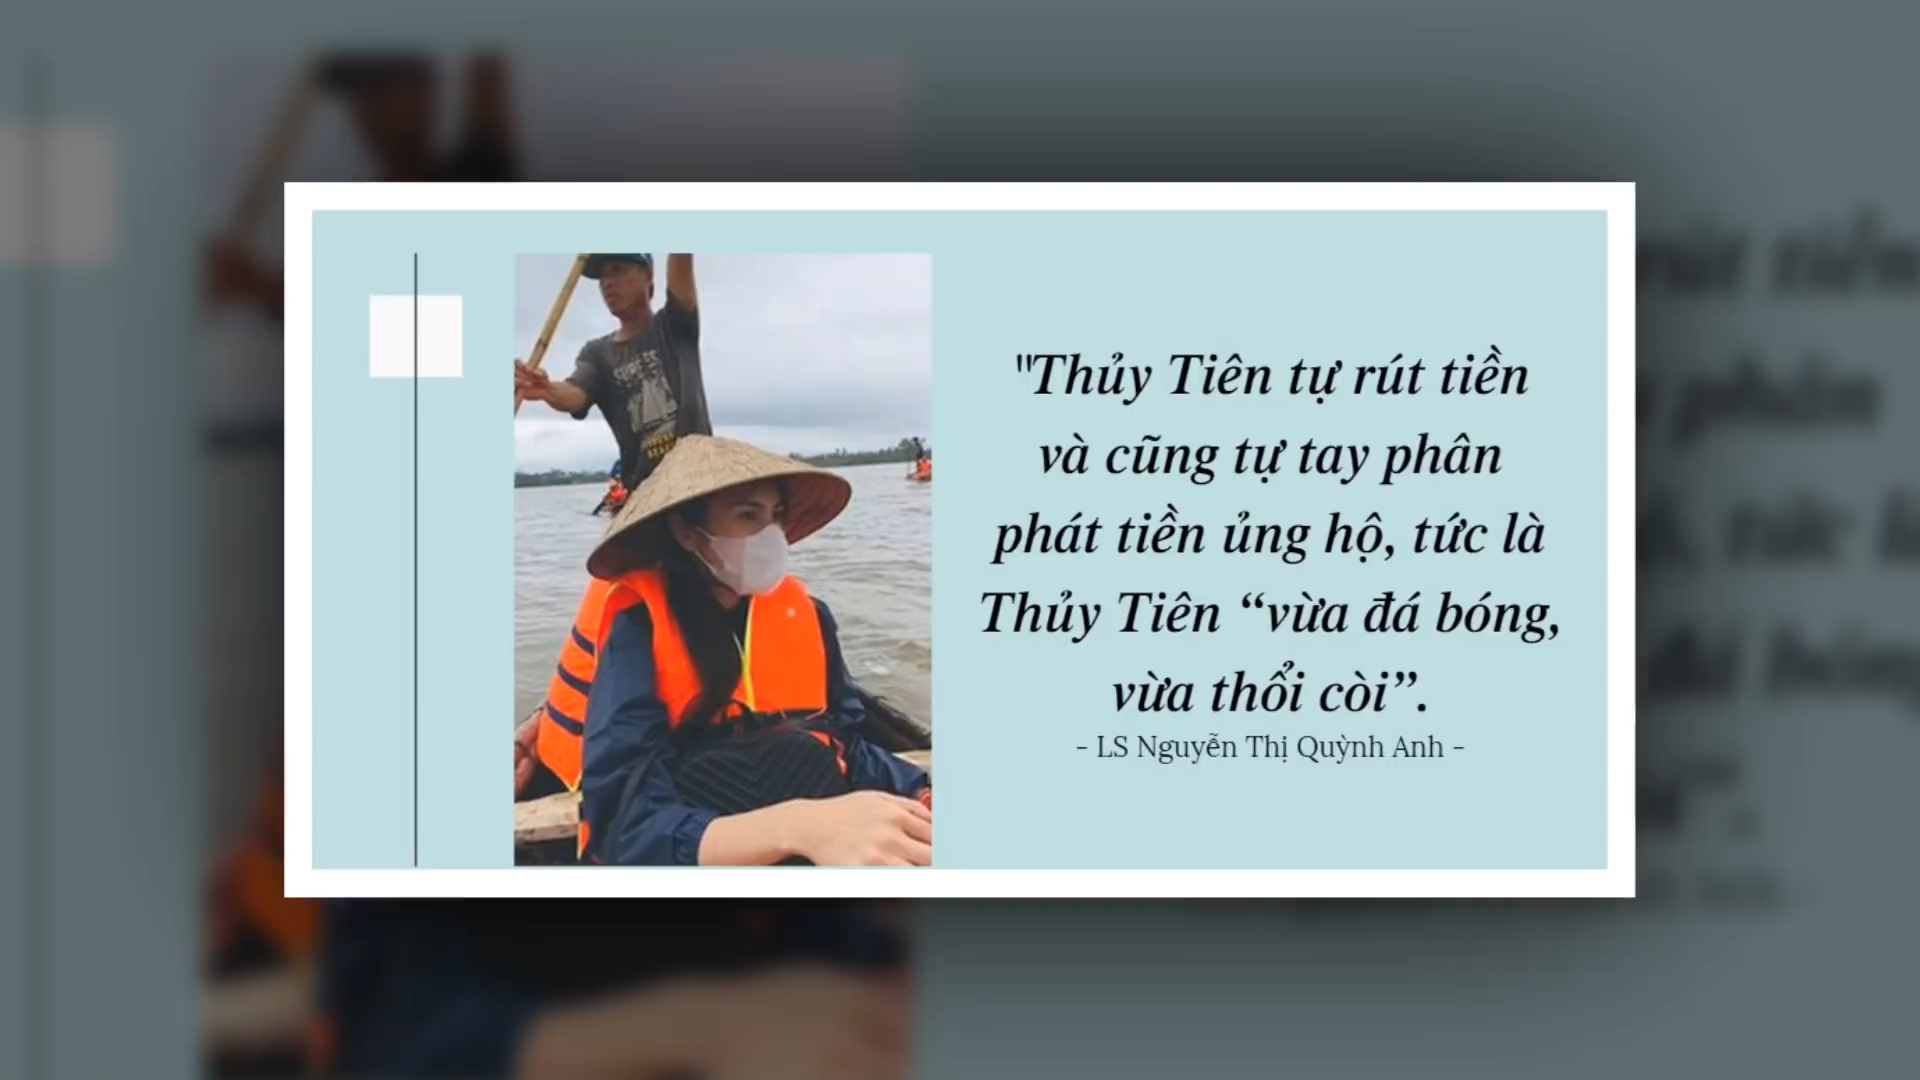 "Thủy Tiên tự rút tiền
và cũng tự tay phân
phát tiền ủng hộ, tức là
Thủy Tiên “vừa đá bóng,
vừa thổi còi”.
- LS Nguyễn Thị Quỳnh Anh -